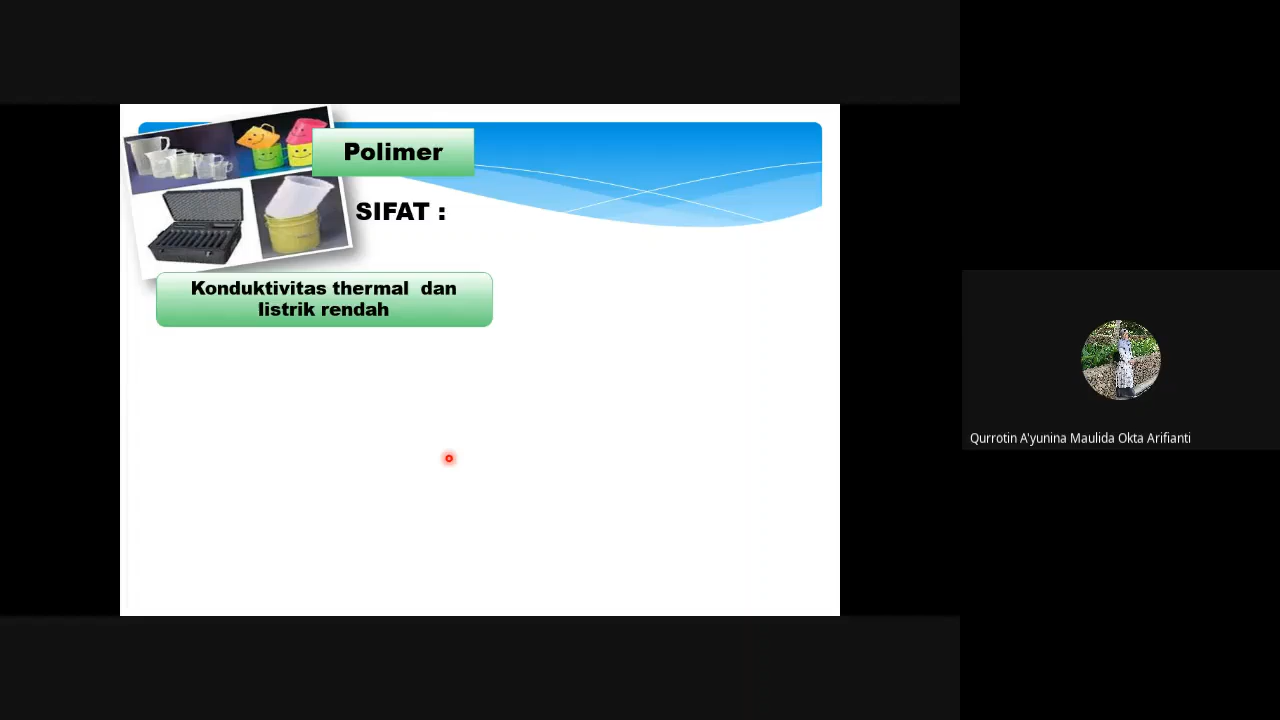 Polimer
SIFAT :
Konduktivitas thermal dan
listrik rendah
Qurrotin A'yunina Maulida Okta Arifianti